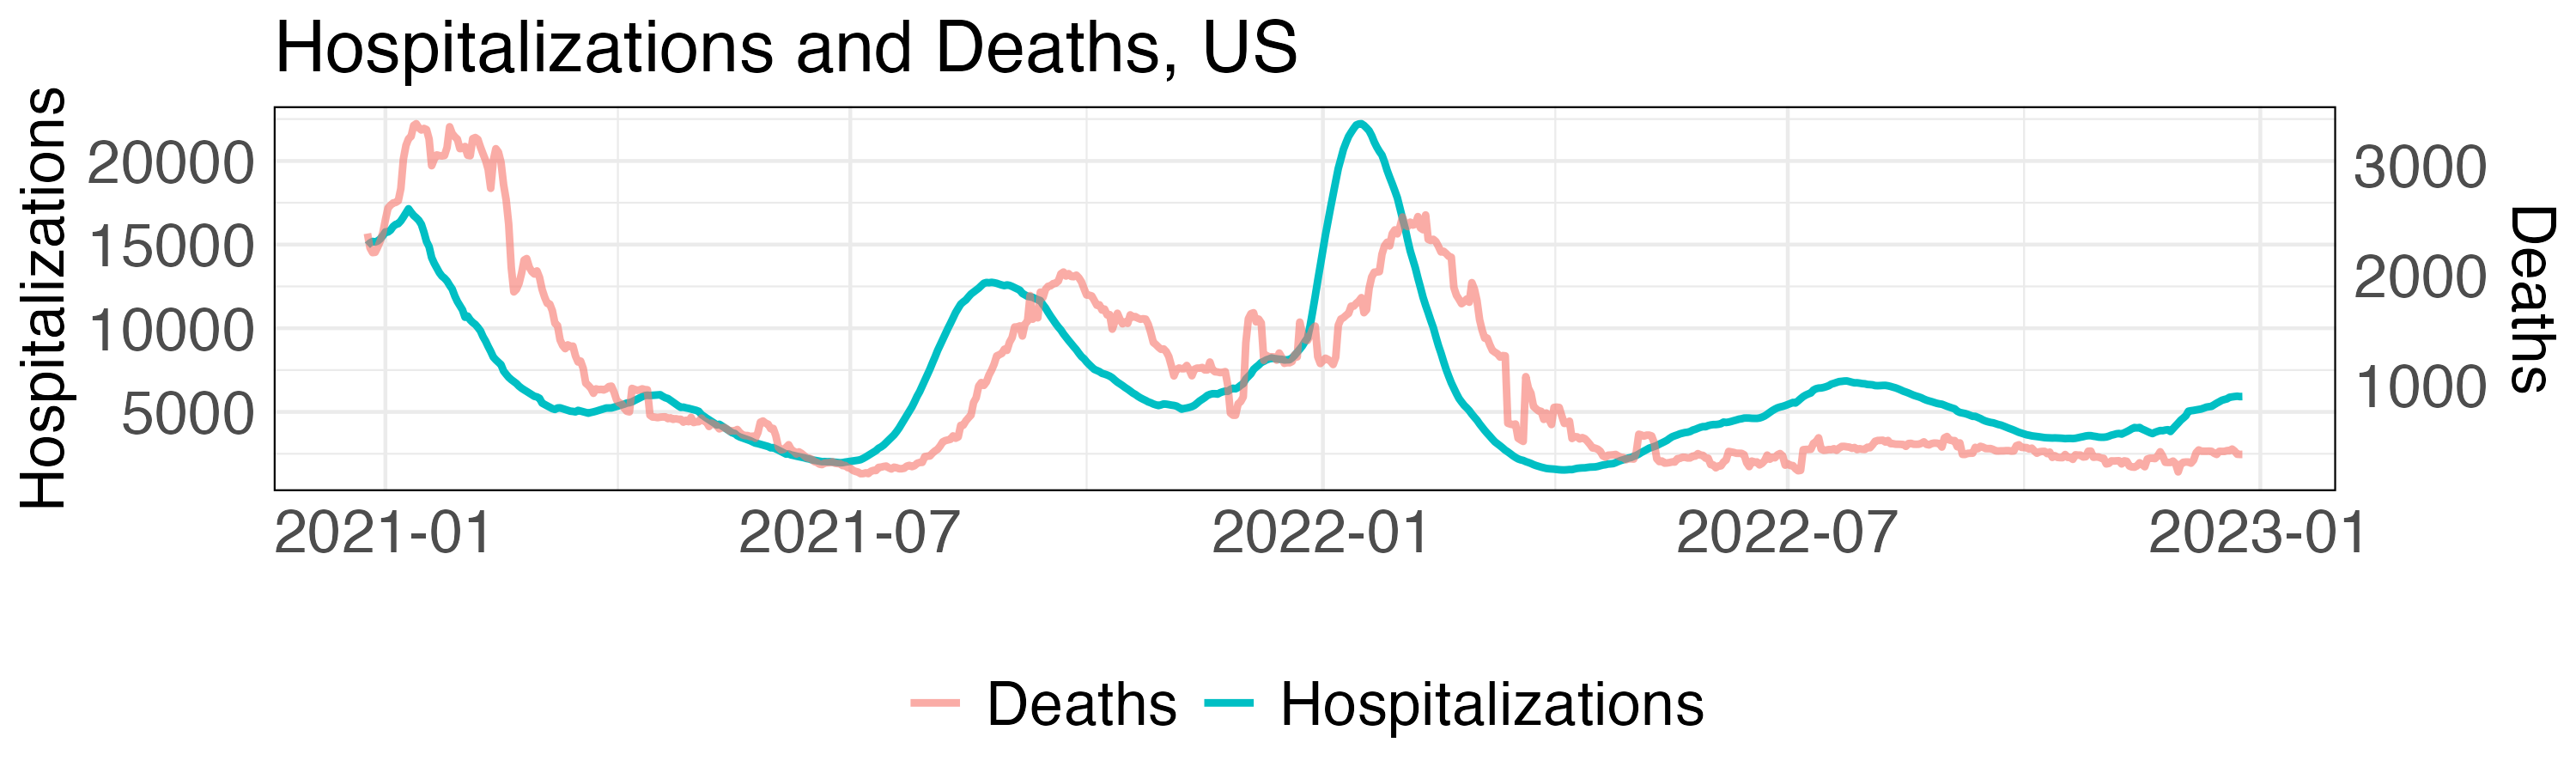 Hospitalizations and Deaths, US
Hospitalizations
20000
15000
10000
5000
3000
2000
1000
Deaths
2021-01 2021-07 2022-01 2022-07 2023-01
Deaths Hospitalizations